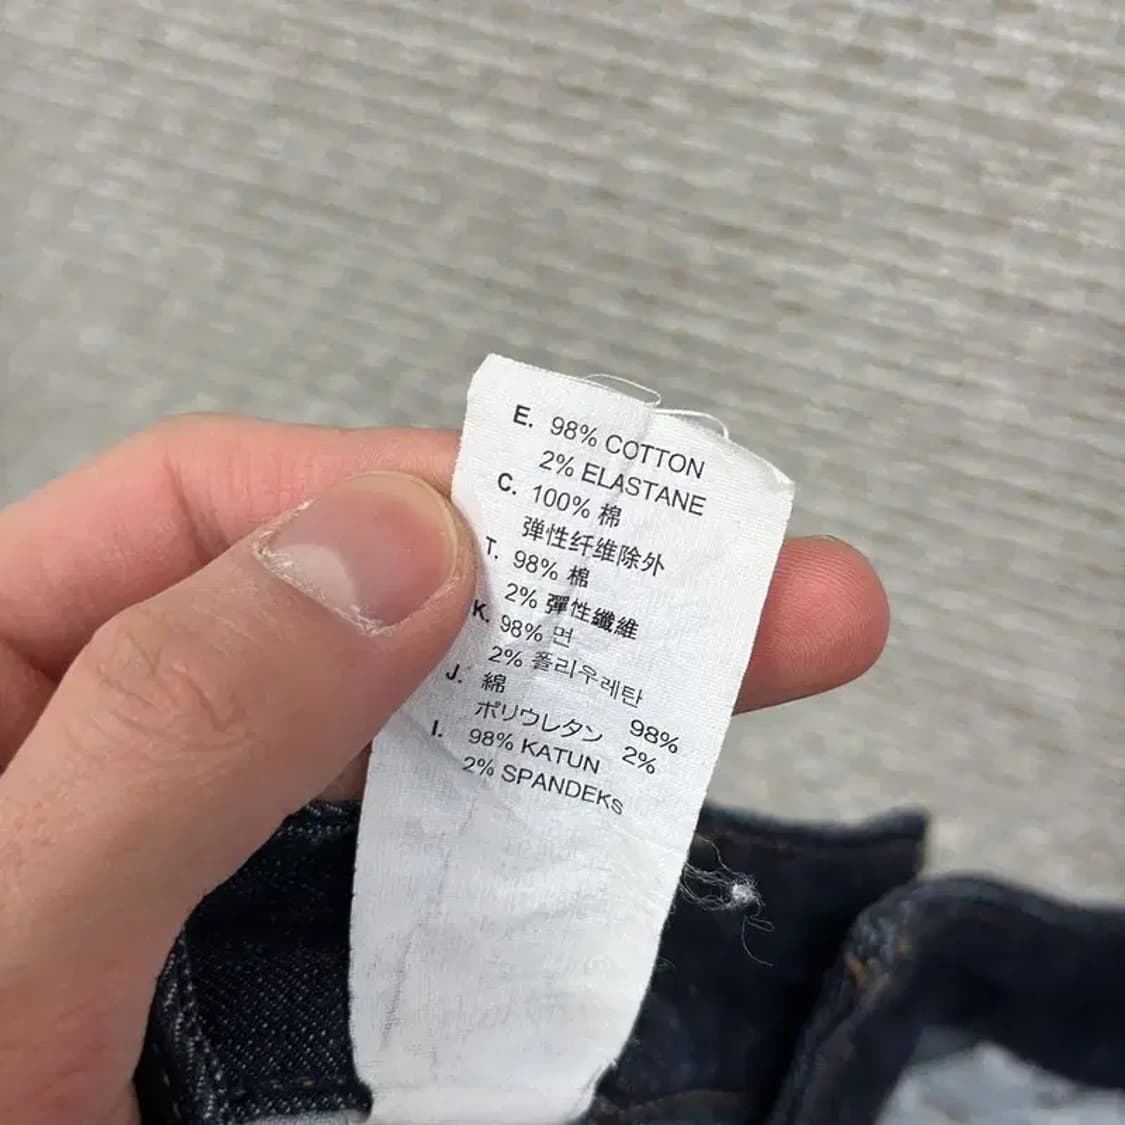 E. 98% COTTON
2% ELASTANE
C. 100% 棉
弹性纤维除外
T. 98% 棉
2% 彈性纖維
K. 98% 면
2% 폴리우레탄
J. 綿 98%
ポリウレタン 2%
I. 98% KATUN
2% SPANDEKS